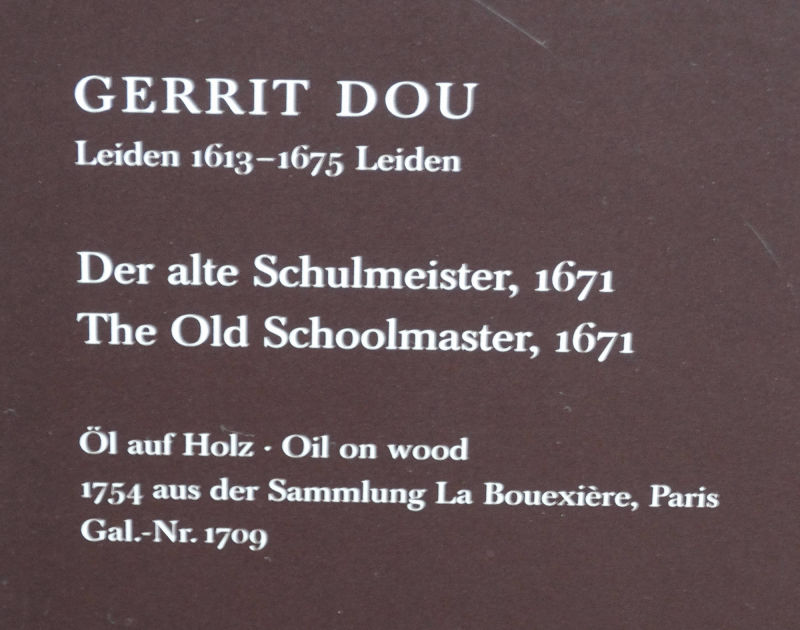 GERRIT DOU
Leiden 1613–1675 Leiden
Der alte Schulmeister, 1671
The Old Schoolmaster, 1671
Öl auf Holz · Oil on wood
1754 aus der Sammlung La Bouexière, Paris
Gal.-Nr. 1709